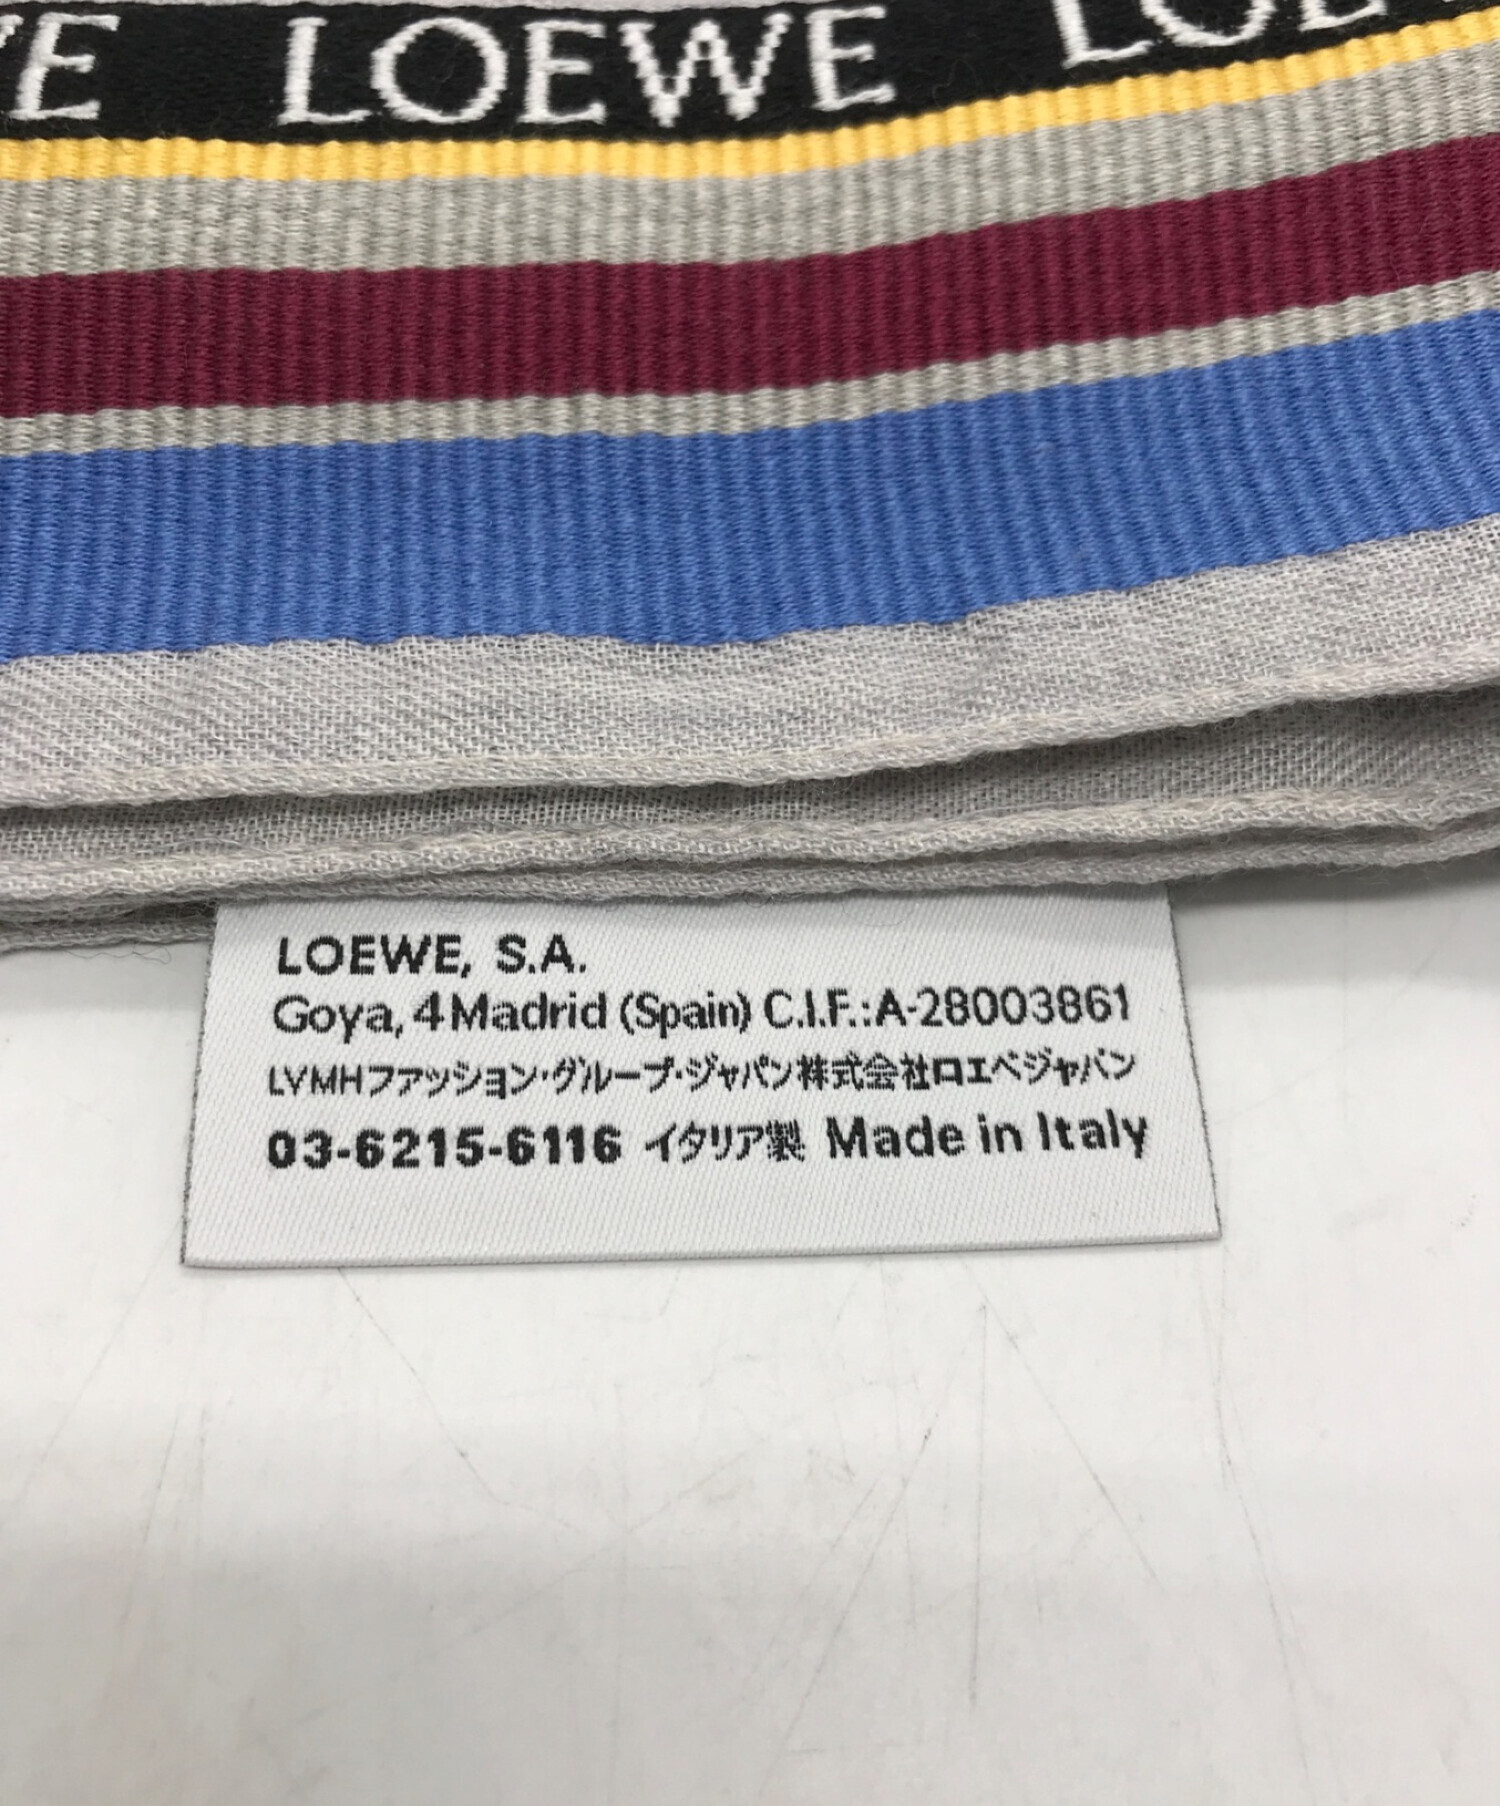 WE LOEWE LOE
LOEWE, S.A.
Goya, 4 Madrid (Spain) C.I.F.:A-28003861
LVMHファッション・グループ・ジャパン株式会社ロエベジャパン
03-6215-6116 イタリア製 Made in Italy